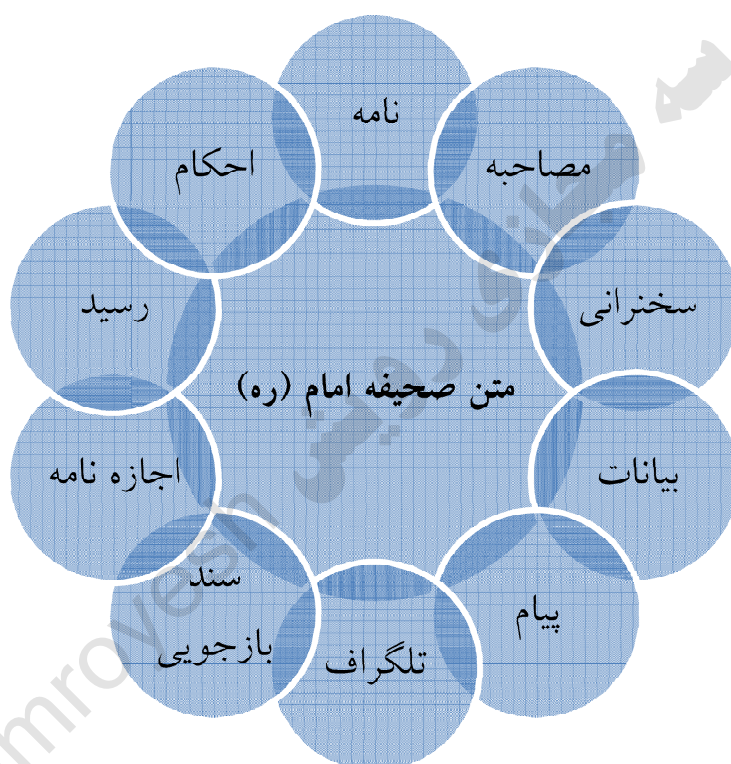 نامه
مصاحبه
سخنرانی
بیانات
پیام
تلگراف
سند
بازجویی
اجازه نامه
رسید
احکام
متن صحیفه امام (ره)